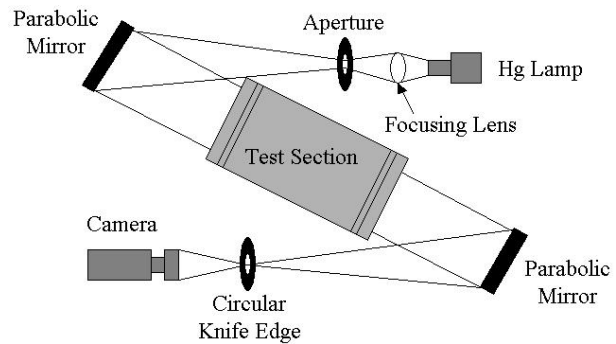 Parabolic
Mirror
Aperture
Hg Lamp
Focusing Lens
Test Section
Camera
Circular
Knife Edge
Parabolic
Mirror